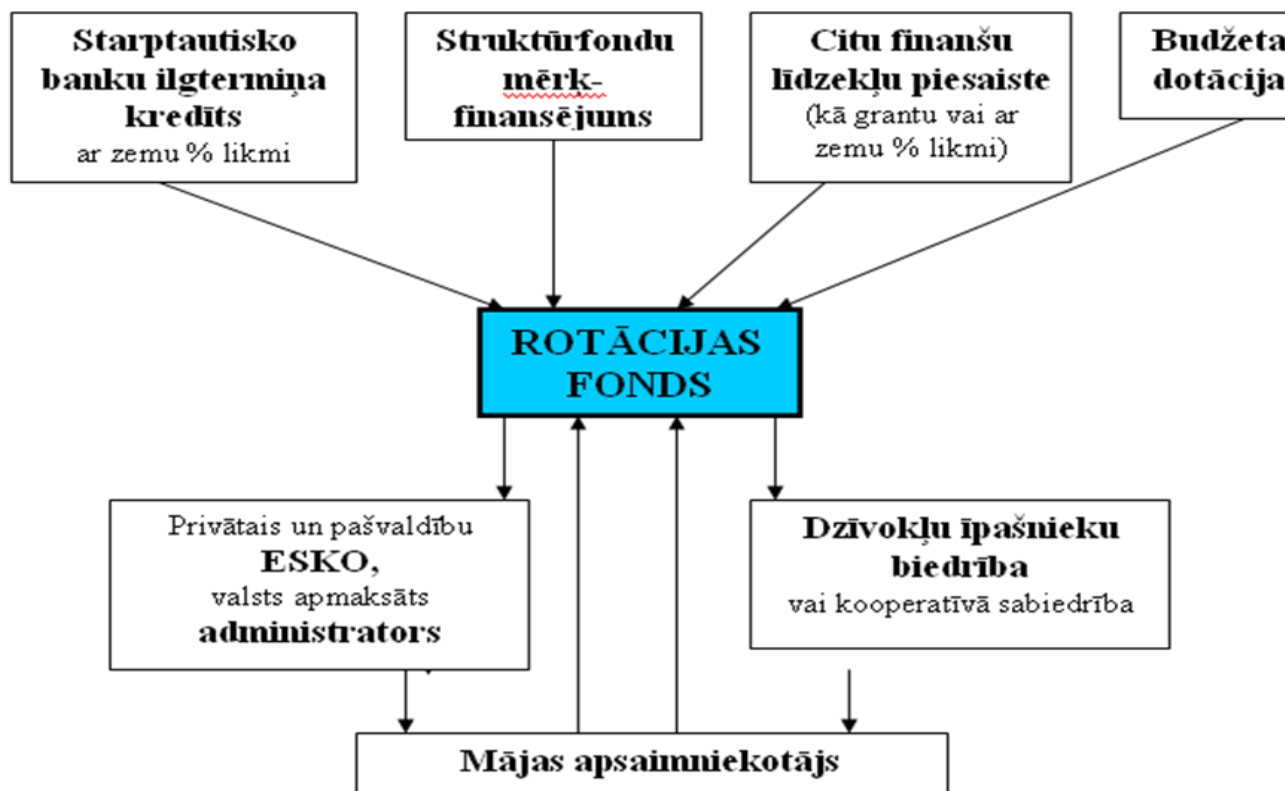 Starptautisko
banku ilgtermiņa
kredīts
ar zemu % likmi
Struktūrfondu
mērķ-
finansējums
Citu finanšu
līdzekļu piesaiste
(kā grantu vai ar
zemu % likmi)
Budžeta
dotācija
ROTĀCIJAS
FONDS
Privātais un pašvaldību
ESKO,
valsts apmaksāts
administrators
Dzīvokļu īpašnieku
biedrība
vai kooperatīvā sabiedrība
Mājas apsaimniekotājs